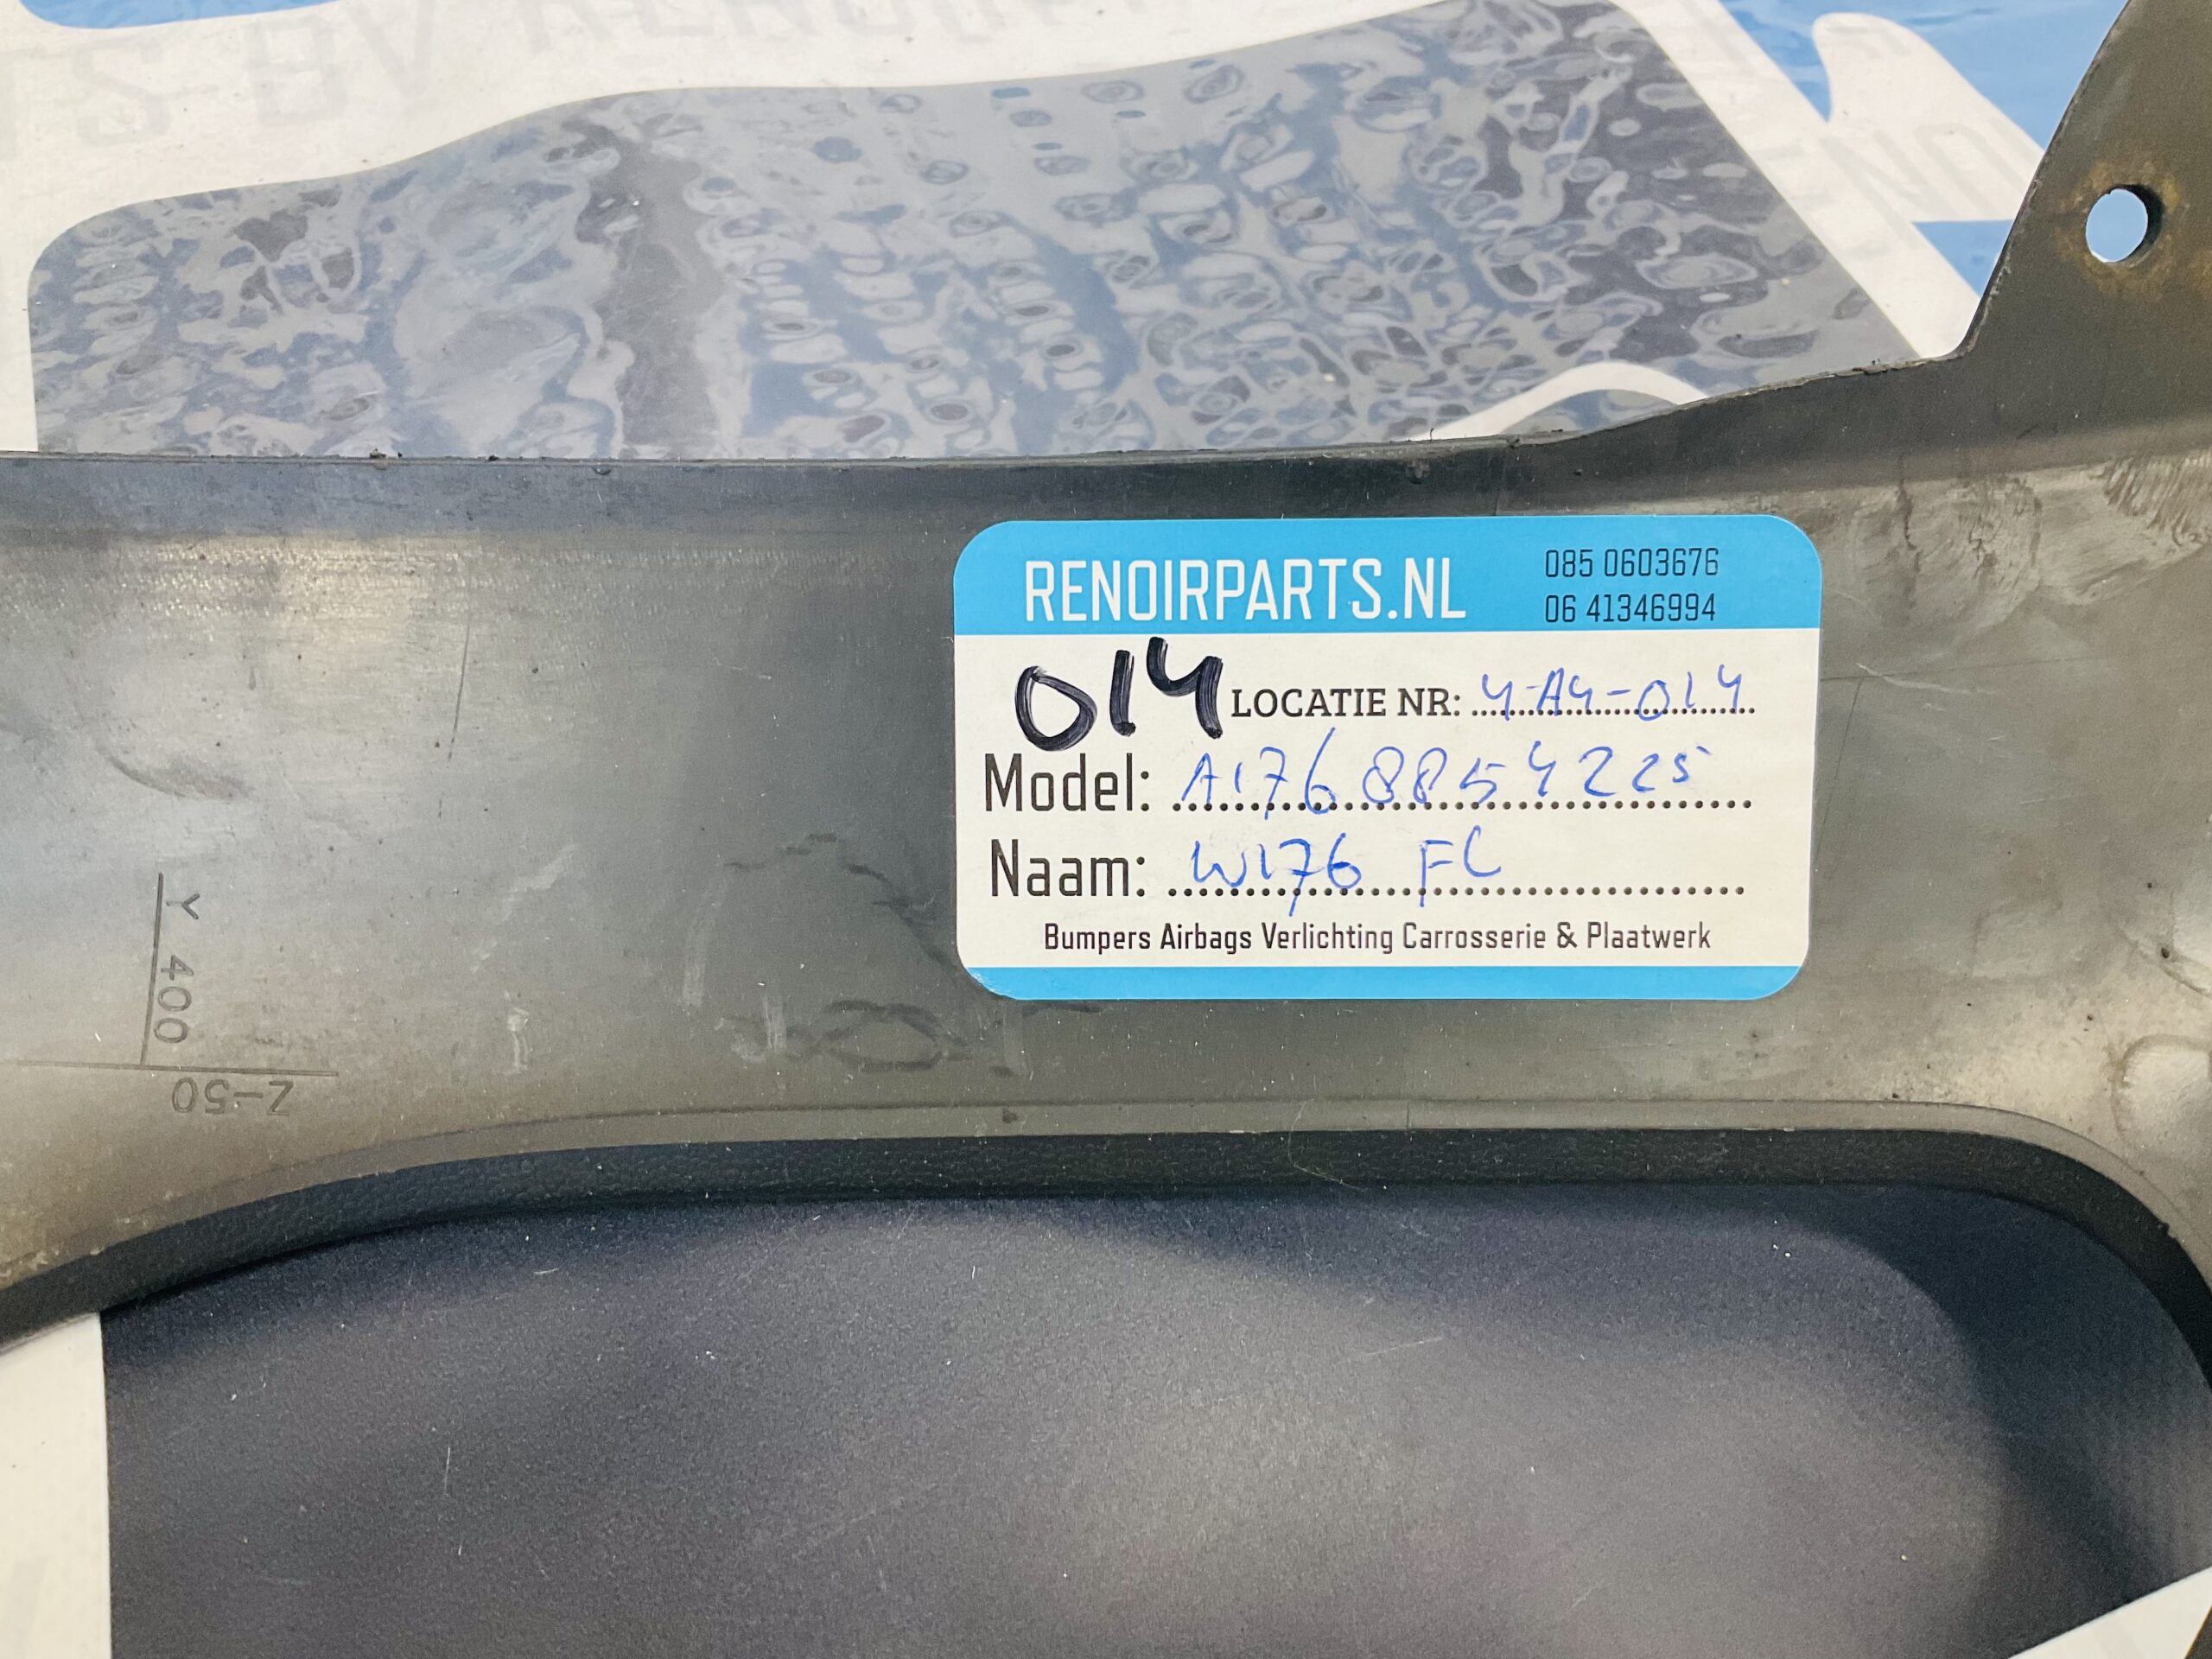 RENOIRPARTS.NL
085 0603676
06 41346994
014
LOCATIE NR: 4-A4-014
Model: A1768854225
Naam: W176 FL
Bumpers Airbags Verlichting Carrosserie & Plaatwerk
Y 400
Z-50